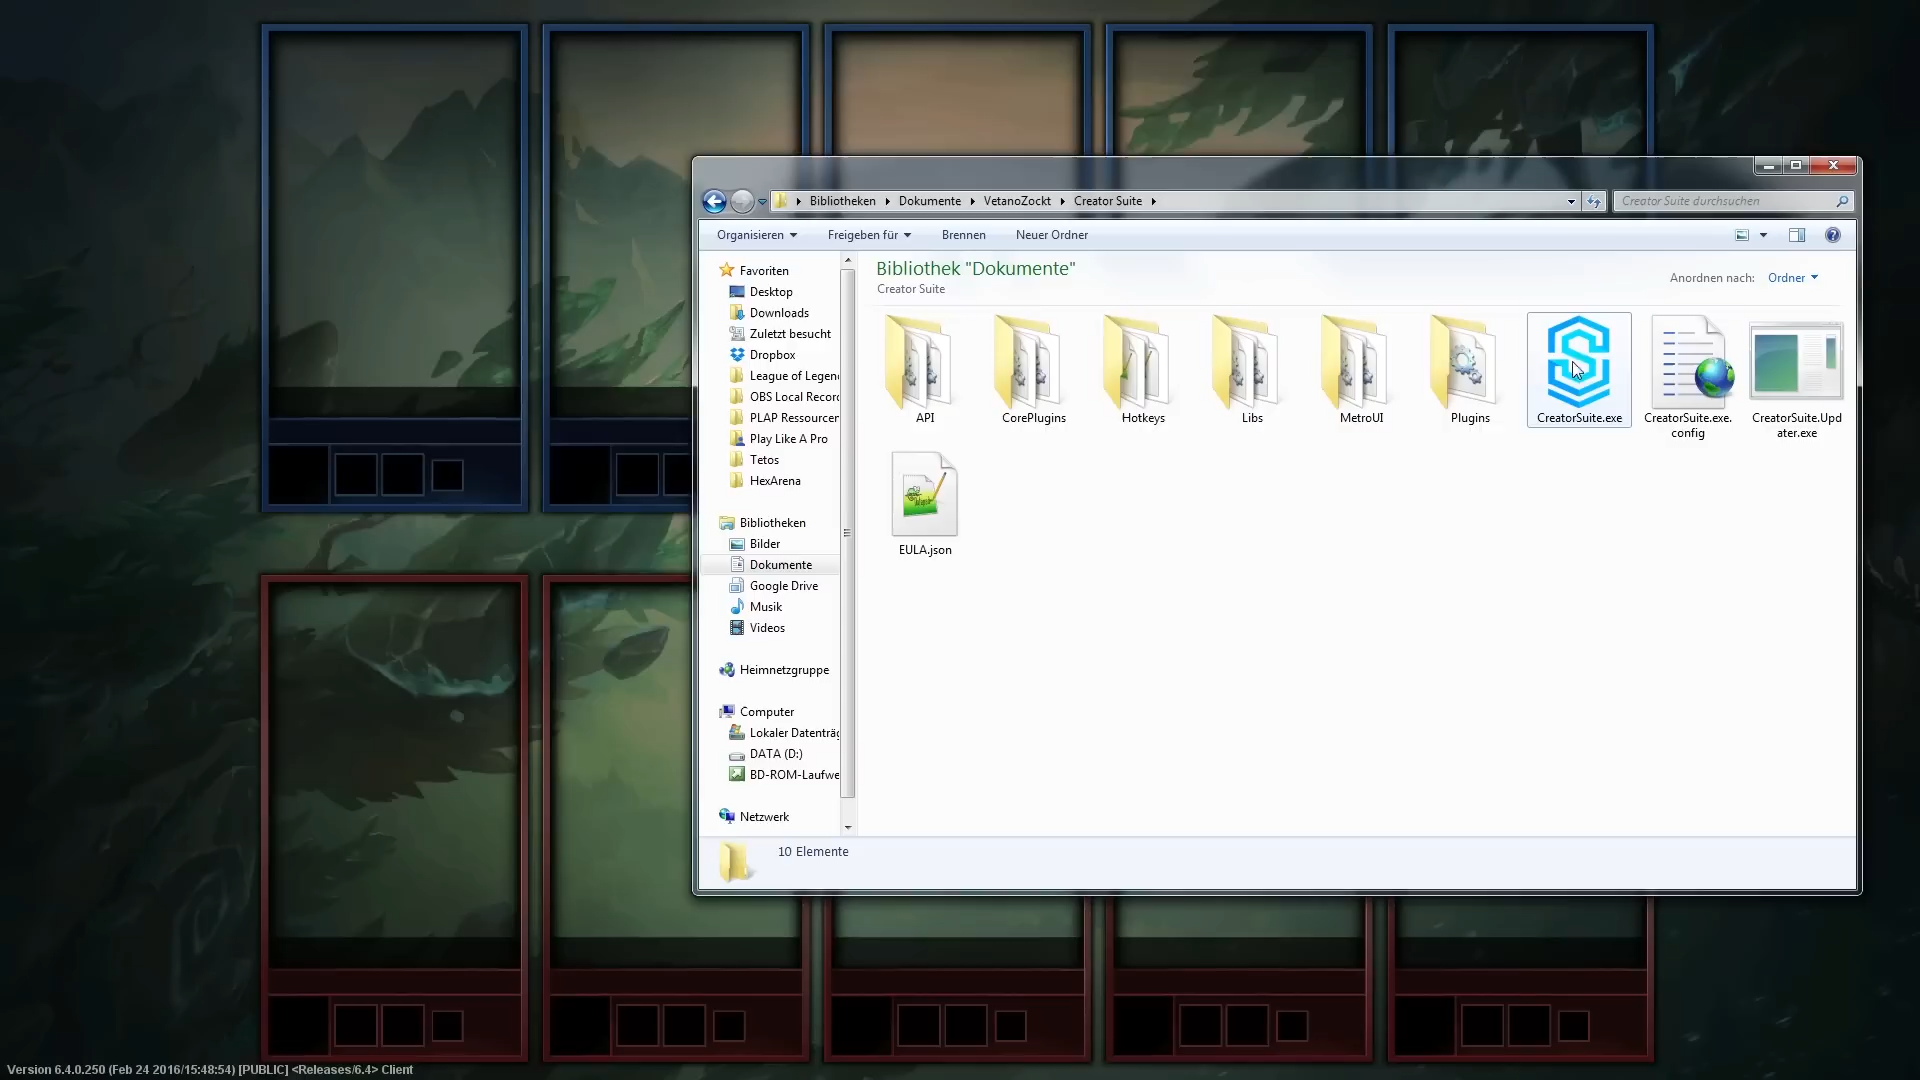 Bibliotheken Dokumente VetanoZockt Creator Suite
Creator Suite durchsuchen
Organisieren Freigeben für Brennen Neuer Ordner
Favoriten
Desktop
Downloads
Zuletzt besucht
Dropbox
League of Legen
OBS Local Record
PLAP Ressourcen
Play Like A Pro
Tetos
HexArena
Bibliotheken
Bilder
Dokumente
Google Drive
Musik
Videos
Heimnetzgruppe
Computer
Lokaler Datenträg
DATA (D:)
BD-ROM-Laufwe
Netzwerk
Bibliothek "Dokumente"
Creator Suite
Anordnen nach: Ordner
API
CorePlugins
Hotkeys
Libs
MetroUI
Plugins
CreatorSuite.exe
CreatorSuite.exe.
config
CreatorSuite.Upd
ater.exe
EULA.json
10 Elemente
Version 6.4.0.250 (Feb 24 2016/15:48:54) [PUBLIC] <Releases/6.4> Client